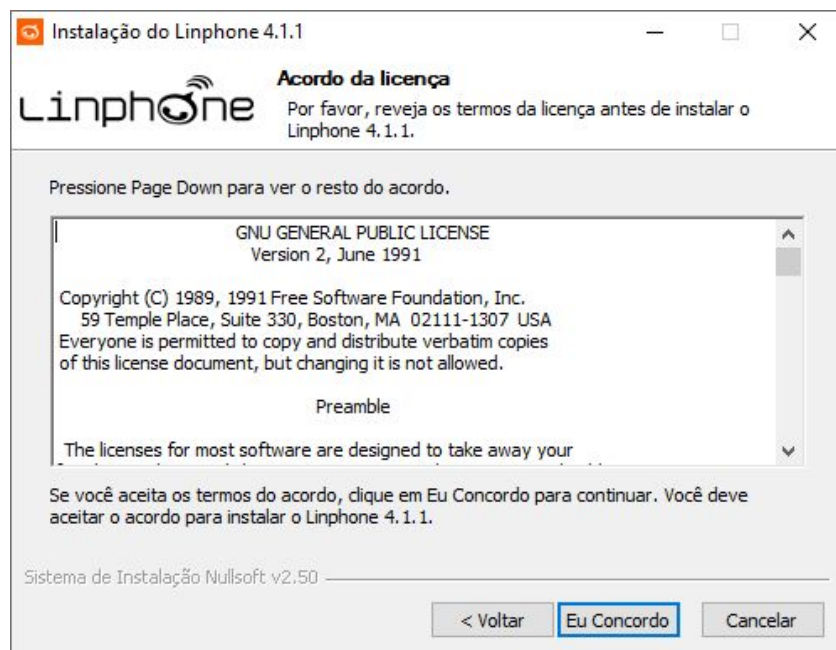 Instalação do Linphone 4.1.1
Linphone
Acordo da licença
Por favor, reveja os termos da licença antes de instalar o
Linphone 4.1.1.
Pressione Page Down para ver o resto do acordo.
GNU GENERAL PUBLIC LICENSE
Version 2, June 1991
Copyright (C) 1989, 1991 Free Software Foundation, Inc.
59 Temple Place, Suite 330, Boston, MA  02111-1307  USA
Everyone is permitted to copy and distribute verbatim copies
of this license document, but changing it is not allowed.
Preamble
The licenses for most software are designed to take away your
Se você aceita os termos do acordo, clique em Eu Concordo para continuar. Você deve
aceitar o acordo para instalar o Linphone 4.1.1.
Sistema de Instalação Nullsoft v2.50
< Voltar
Eu Concordo
Cancelar